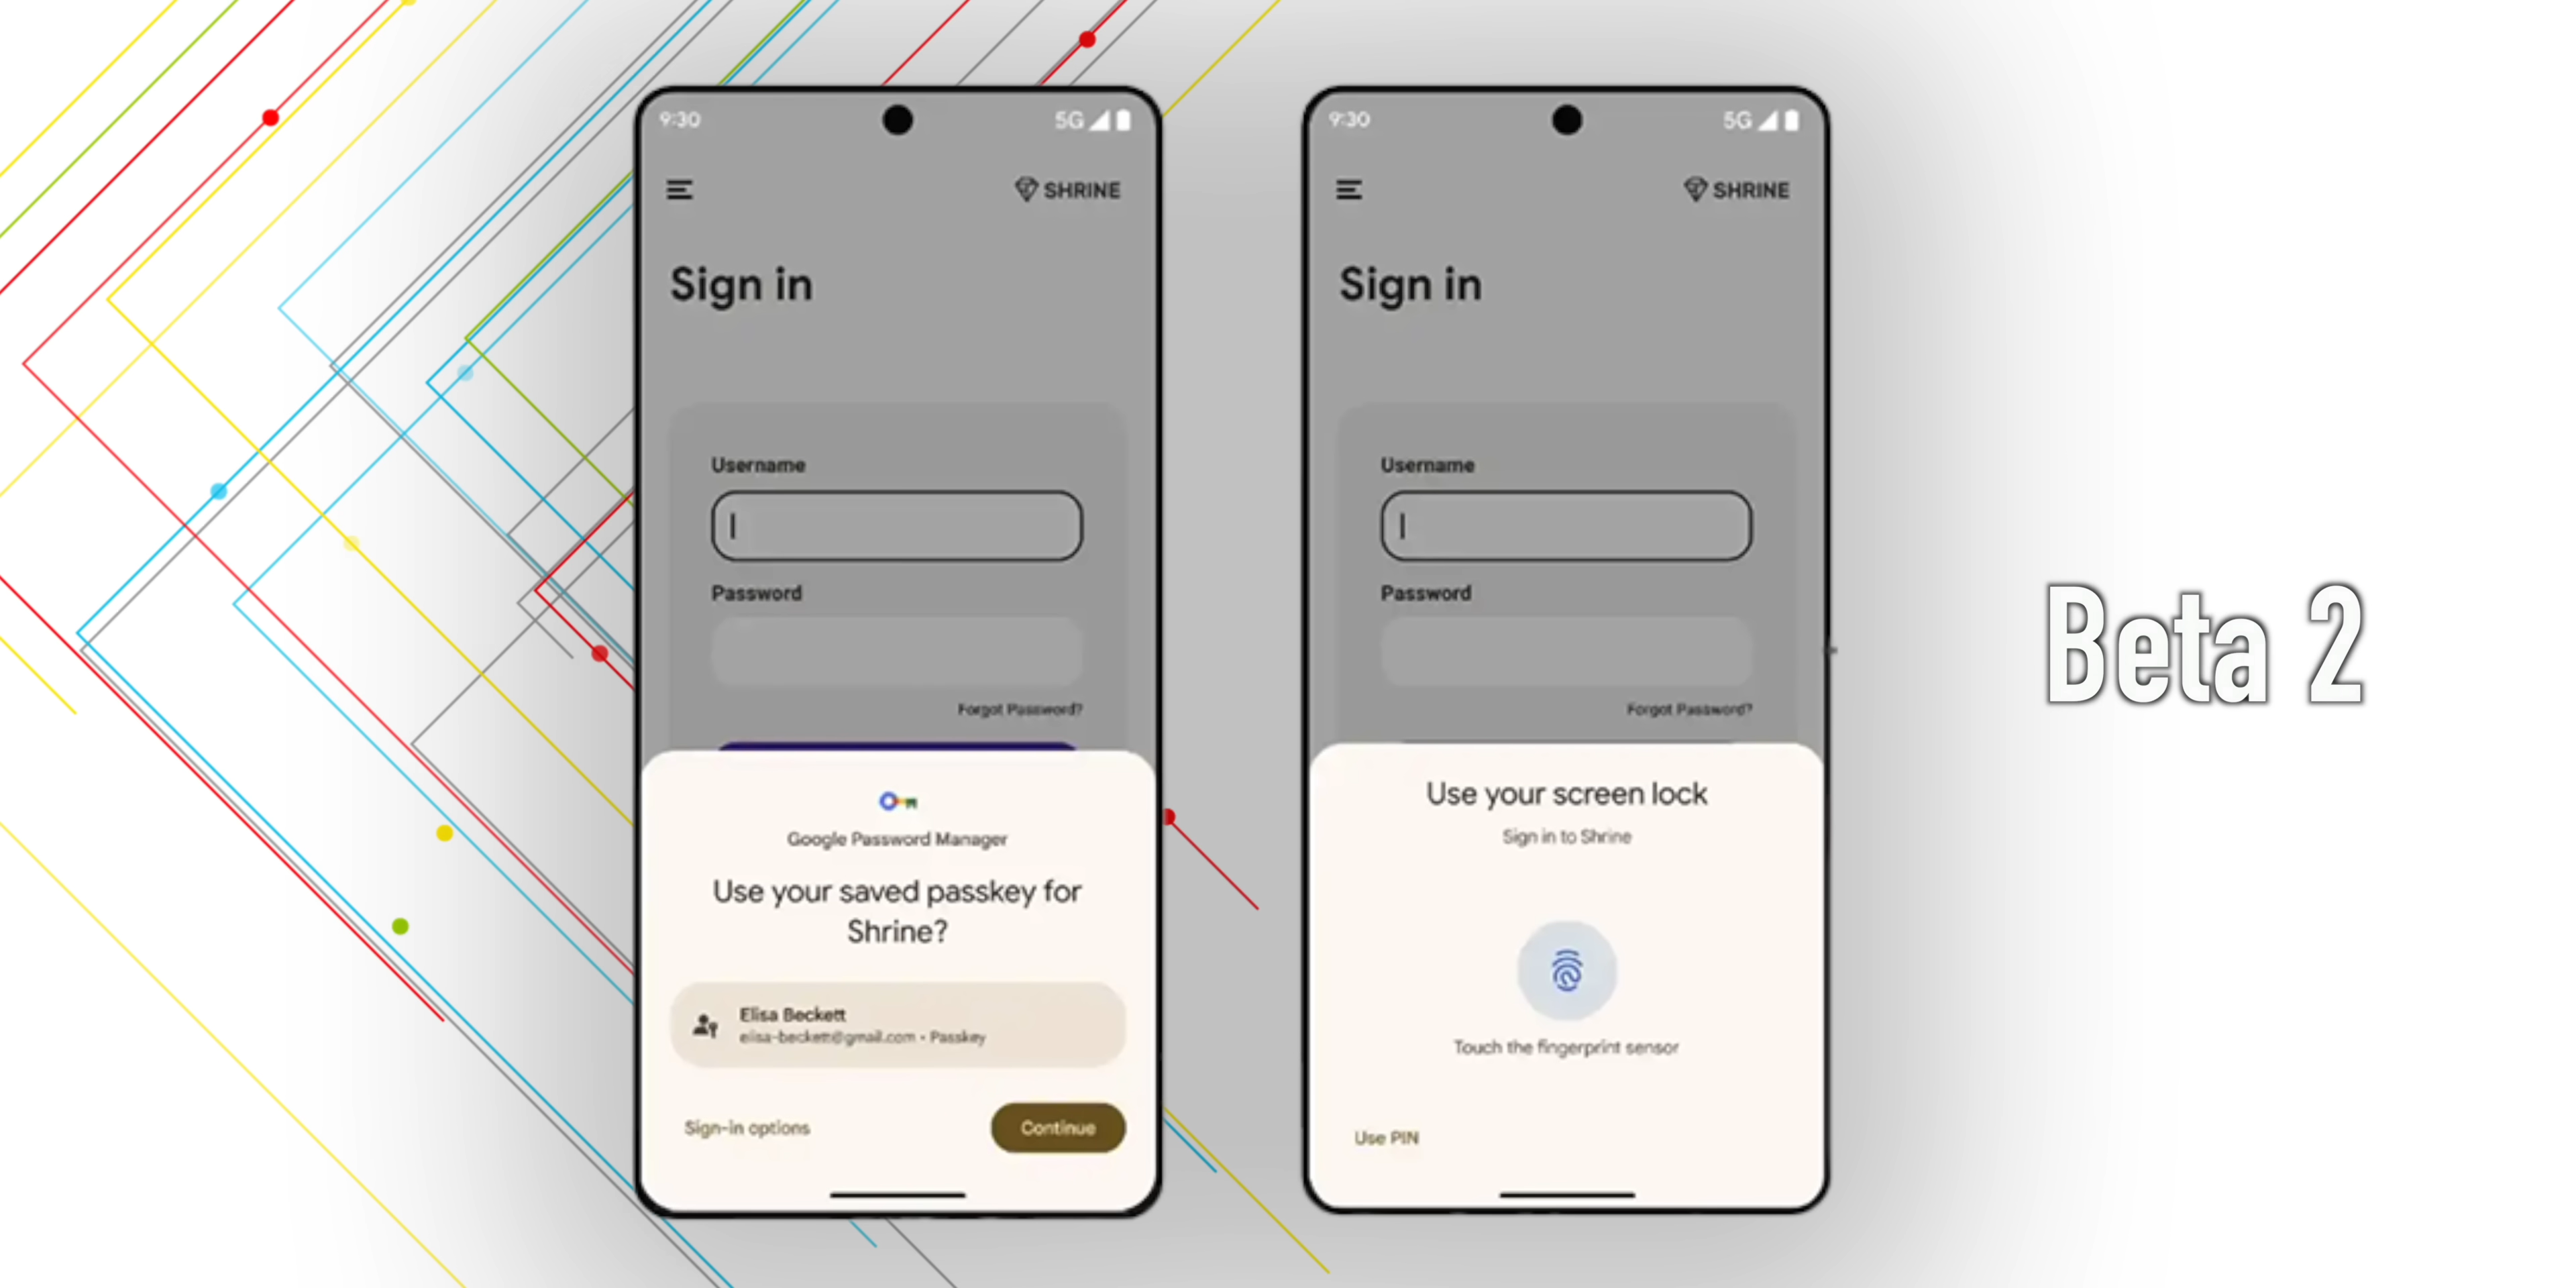 9:30
5G
SHRINE
Sign in
Username
Password
Forgot Password?
Google Password Manager
Use your saved passkey for
Shrine?
Elisa Beckett
elisa-beckett@gmail.com • Passkey
Sign-in options
Continue
9:30
5G
SHRINE
Sign in
Username
Password
Forgot Password?
Use your screen lock
Sign in to Shrine
Touch the fingerprint sensor
Use PIN
Beta 2